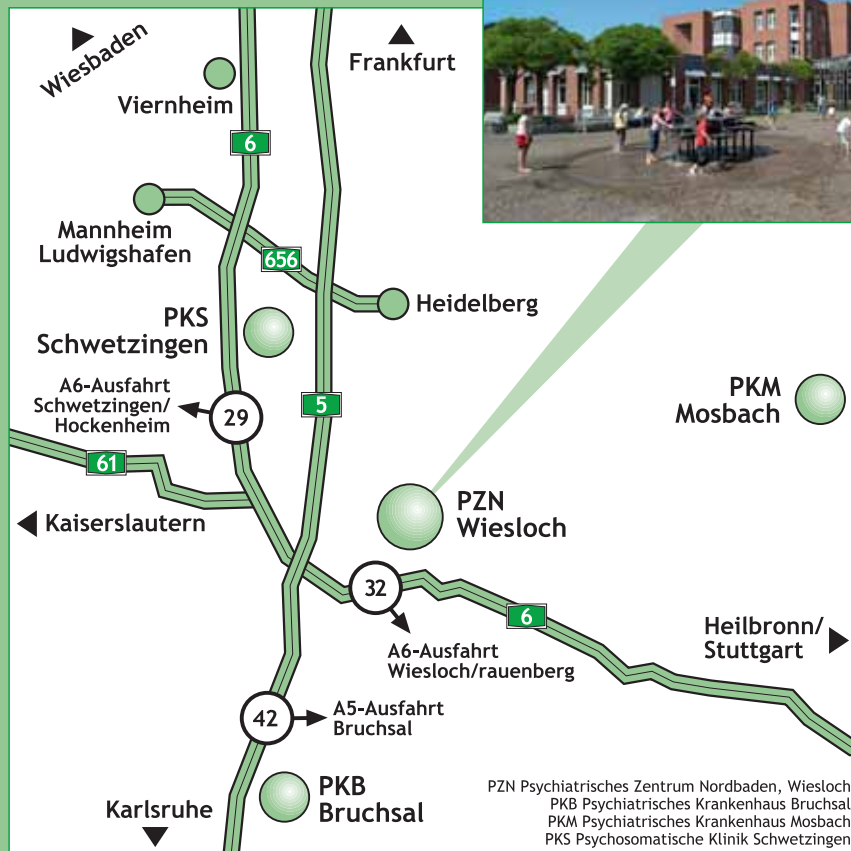 Wiesbaden
Frankfurt
Viernheim
6
Mannheim
Ludwigshafen
656
Heidelberg
PKS
Schwetzingen
A6-Ausfahrt
Schwetzingen/
Hockenheim
29
5
PKM
Mosbach
61
Kaiserslautern
PZN
Wiesloch
32
6
A6-Ausfahrt
Wiesloch/rauenberg
Heilbronn/
Stuttgart
42
A5-Ausfahrt
Bruchsal
PKB
Bruchsal
Karlsruhe
PZN Psychiatrisches Zentrum Nordbaden, Wiesloch
PKB Psychiatrisches Krankenhaus Bruchsal
PKM Psychiatrisches Krankenhaus Mosbach
PKS Psychosomatische Klinik Schwetzingen